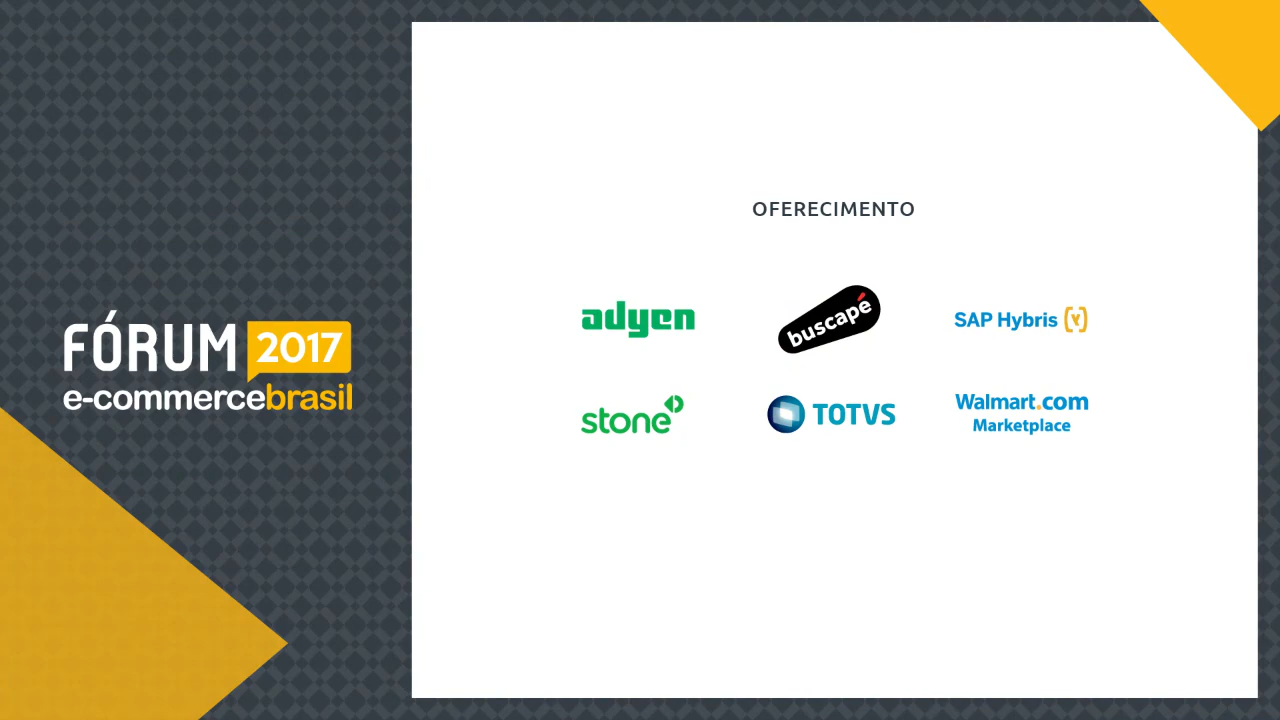 FÓRUM 2017
e-commercebrasil
OFERECIMENTO
adyen
buscapé
SAP Hybris
stone
TOTVS
Walmart.com
Marketplace